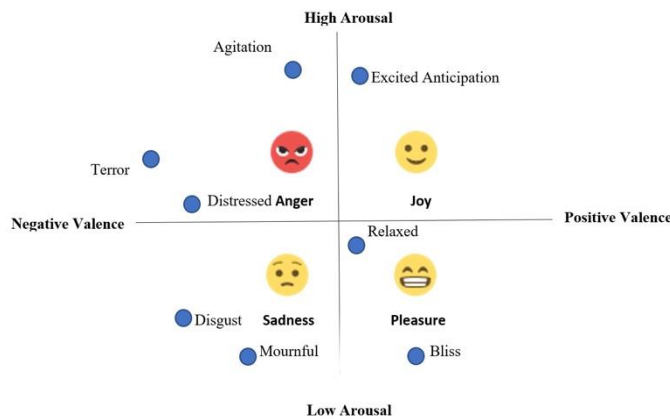 High Arousal
Agitation
Excited Anticipation
Terror
Distressed Anger
Joy
Negative Valence
Positive Valence
Relaxed
Disgust
Sadness
Pleasure
Mournful
Bliss
Low Arousal